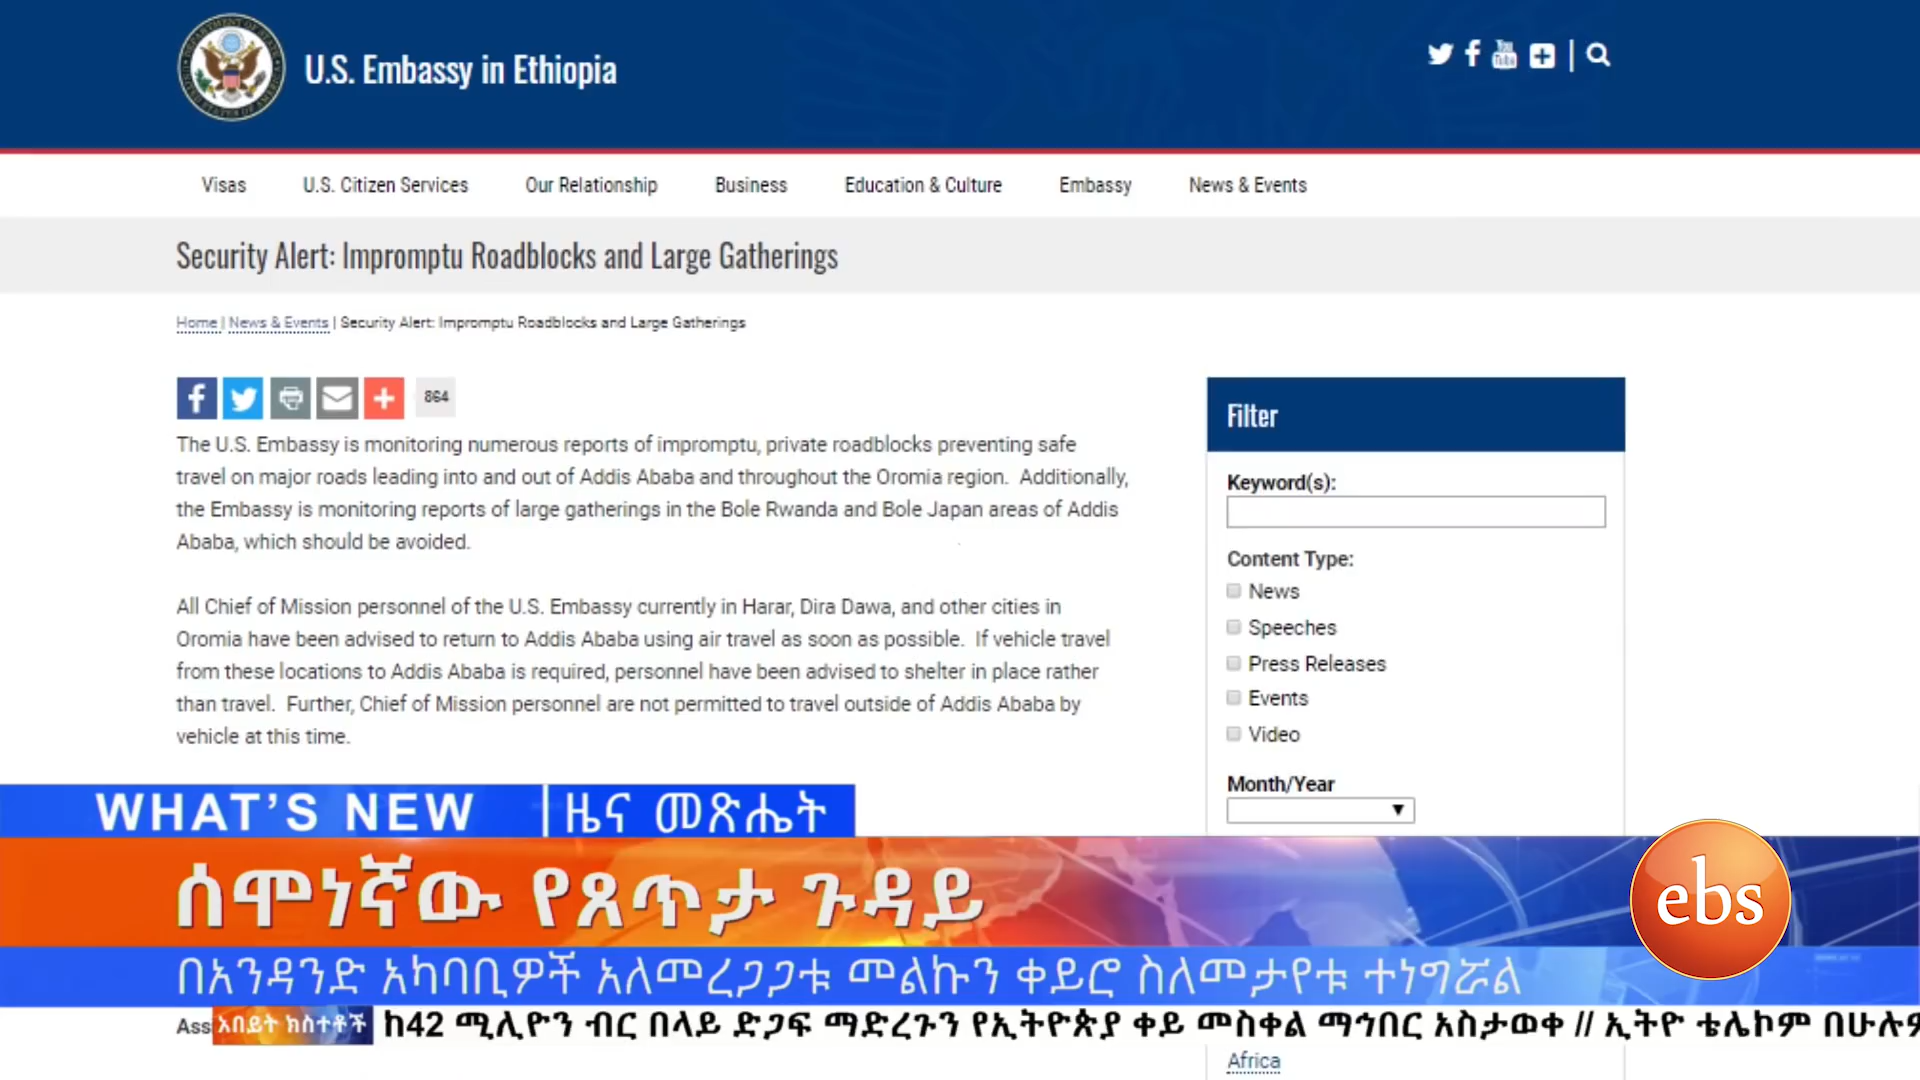 U.S. Embassy in Ethiopia
Visas U.S. Citizen Services Our Relationship Business Education & Culture Embassy News & Events
Security Alert: Impromptu Roadblocks and Large Gatherings
Home | News & Events | Security Alert: Impromptu Roadblocks and Large Gatherings
864
The U.S. Embassy is monitoring numerous reports of impromptu, private roadblocks preventing safe
travel on major roads leading into and out of Addis Ababa and throughout the Oromia region. Additionally,
the Embassy is monitoring reports of large gatherings in the Bole Rwanda and Bole Japan areas of Addis
Ababa, which should be avoided.
All Chief of Mission personnel of the U.S. Embassy currently in Harar, Dira Dawa, and other cities in
Oromia have been advised to return to Addis Ababa using air travel as soon as possible. If vehicle travel
from these locations to Addis Ababa is required, personnel have been advised to shelter in place rather
than travel. Further, Chief of Mission personnel are not permitted to travel outside of Addis Ababa by
vehicle at this time.
Filter
Keyword(s):
Content Type:
News
Speeches
Press Releases
Events
Video
Month/Year
WHAT'S NEW | ዜና መጽሔት
ሰሞነኛው የጸጥታ ጉዳይ
ebs
በአንዳንድ አካባቢዎች አለመረጋጋቱ መልኩን ቀይሮ ስለመታየቱ ተነግሯል
Ass አበይት ክስተቶች ከ42 ሚሊዮን ብር በላይ ድጋፍ ማድረጉን የኢትዮጵያ ቀይ መስቀል ማኅበር አስታወቀ // ኢትዮ ቴሌኮም
Africa